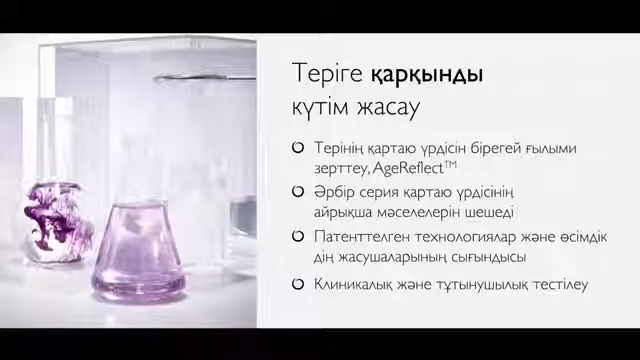 Теріге қарқынды
күтім жасау
Терінің қартаю үрдісін бірегей ғылыми
зерттеу, AgeReflect™
Әрбір серия қартаю үрдісінің
айрықша мәселелерін шешеді
Патенттелген технологиялар және өсімдік
дің жасушаларының сығындысы
Клиникалық және тұтынушылық тестілеу